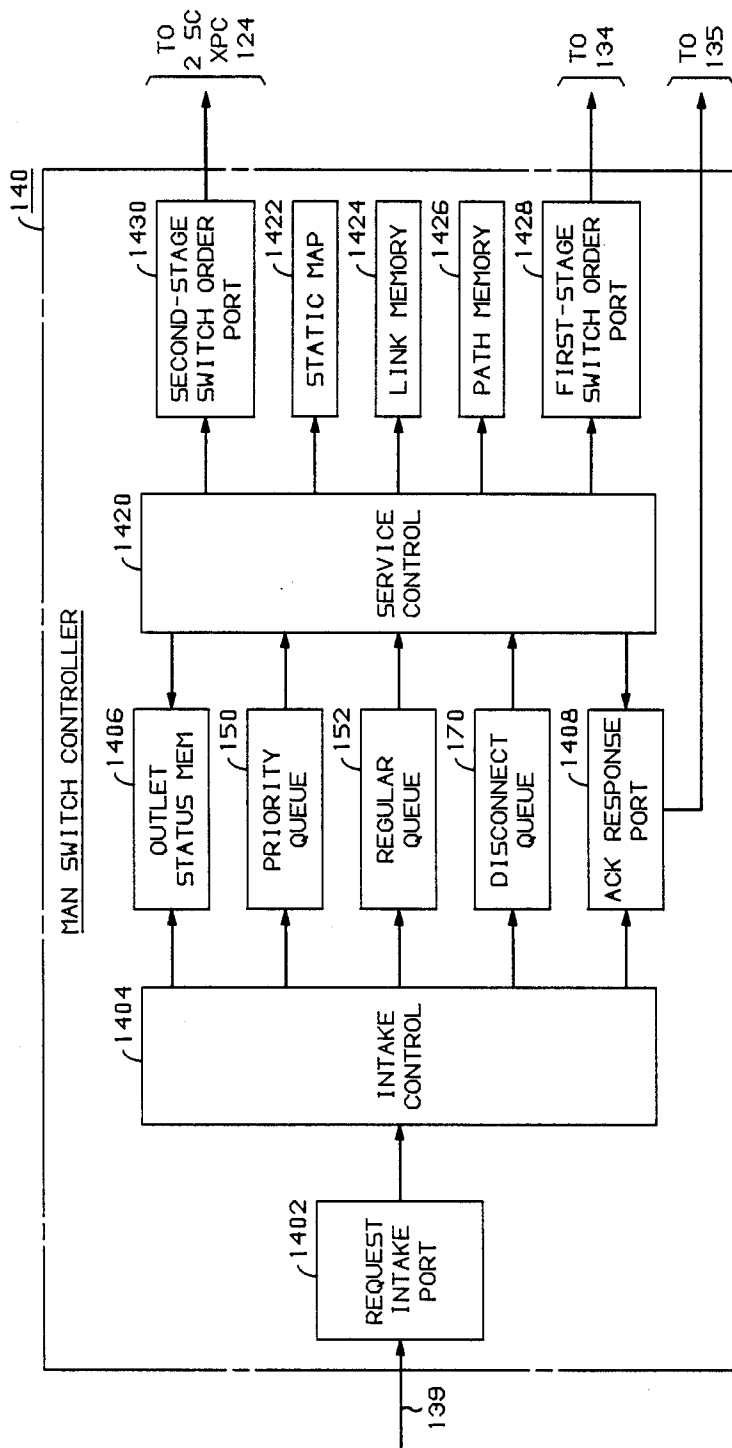 MAN SWITCH CONTROLLER
140
139
1402
REQUEST
INTAKE
PORT
1404
INTAKE
CONTROL
1406
OUTLET
STATUS MEM
150
PRIORITY
QUEUE
152
REGULAR
QUEUE
170
DISCONNECT
QUEUE
1408
ACK RESPONSE
PORT
1420
SERVICE
CONTROL
1430
SECOND-STAGE
SWITCH ORDER
PORT
1422
STATIC MAP
1424
LINK MEMORY
1426
PATH MEMORY
1428
FIRST-STAGE
SWITCH ORDER
PORT
TO
2 SC
XPC
124
TO
134
TO
135